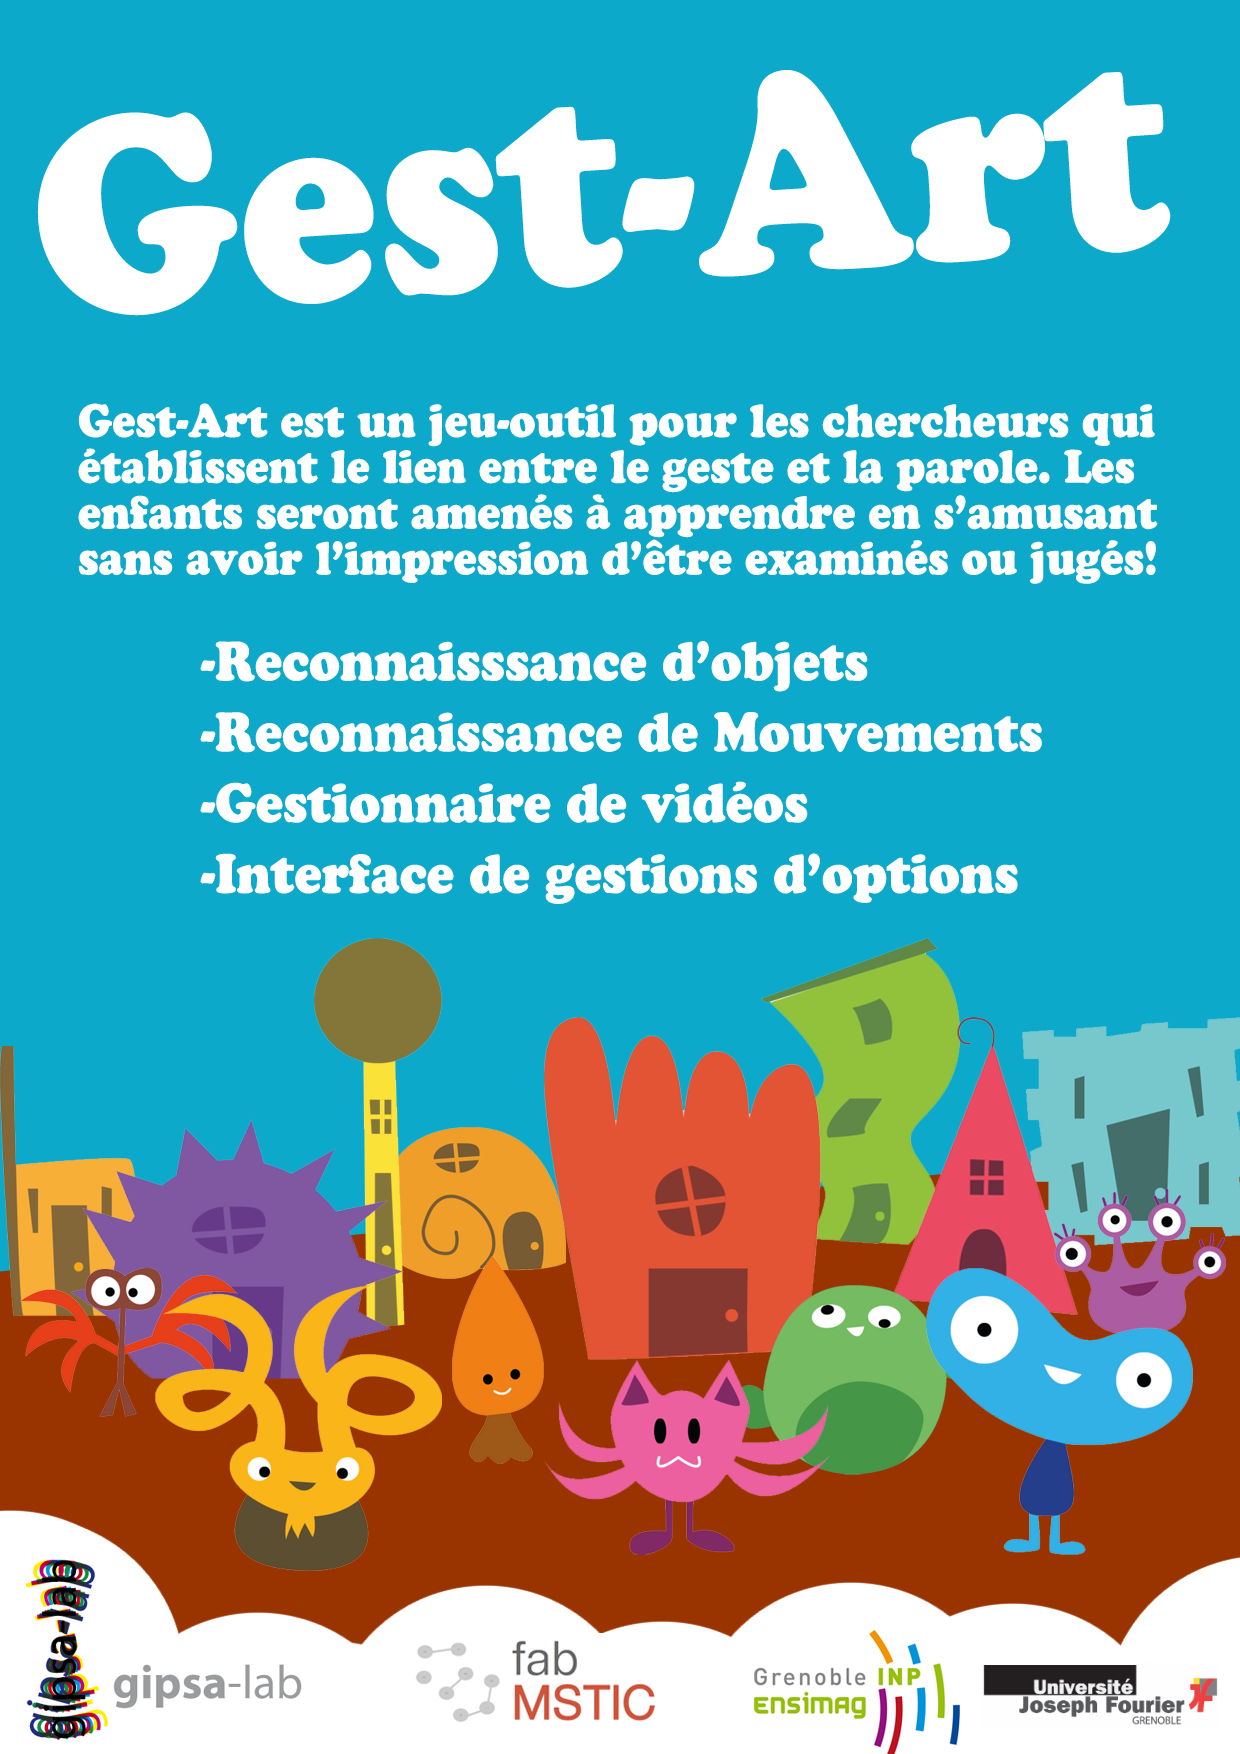 Gest-Art
Gest-Art est un jeu-outil pour les chercheurs qui
établissent le lien entre le geste et la parole. Les
enfants seront amenés à apprendre en s’amusant
sans avoir l’impression d’être examinés ou jugés!
-Reconnaisssance d’objets
-Reconnaissance de Mouvements
-Gestionnaire de vidéos
-Interface de gestions d’options
gipsa-lab
gipsa-lab
fab
MSTIC
Grenoble INP
ENSIMAG
Université
Joseph Fourier
GRENOBLE